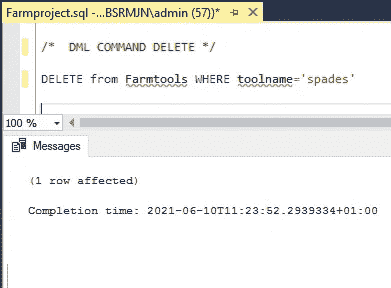 Farmproject.sql -...BSRMJN\admin (57))*
/*  DML COMMAND DELETE */
DELETE from Farmtools WHERE toolname='spades'
100 %
Messages
(1 row affected)
Completion time: 2021-06-10T11:23:52.2939334+01:00